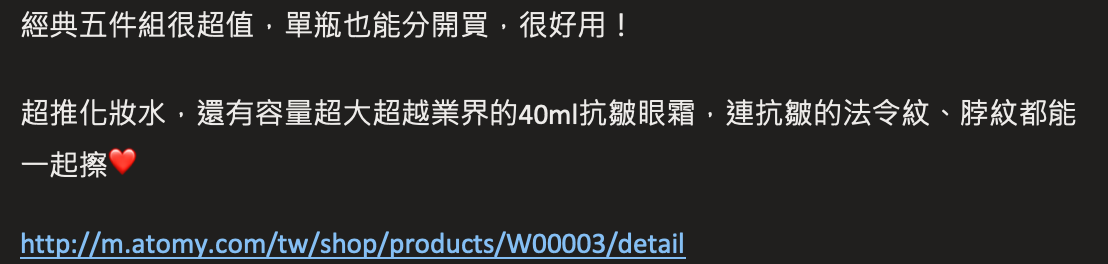 經典五件組很超值，單瓶也能分開買，很好用！
超推化妝水，還有容量超大超越業界的40ml抗皺眼霜，連抗皺的法令紋、脖紋都能
一起擦❤️
http://m.atomy.com/tw/shop/products/W00003/detail